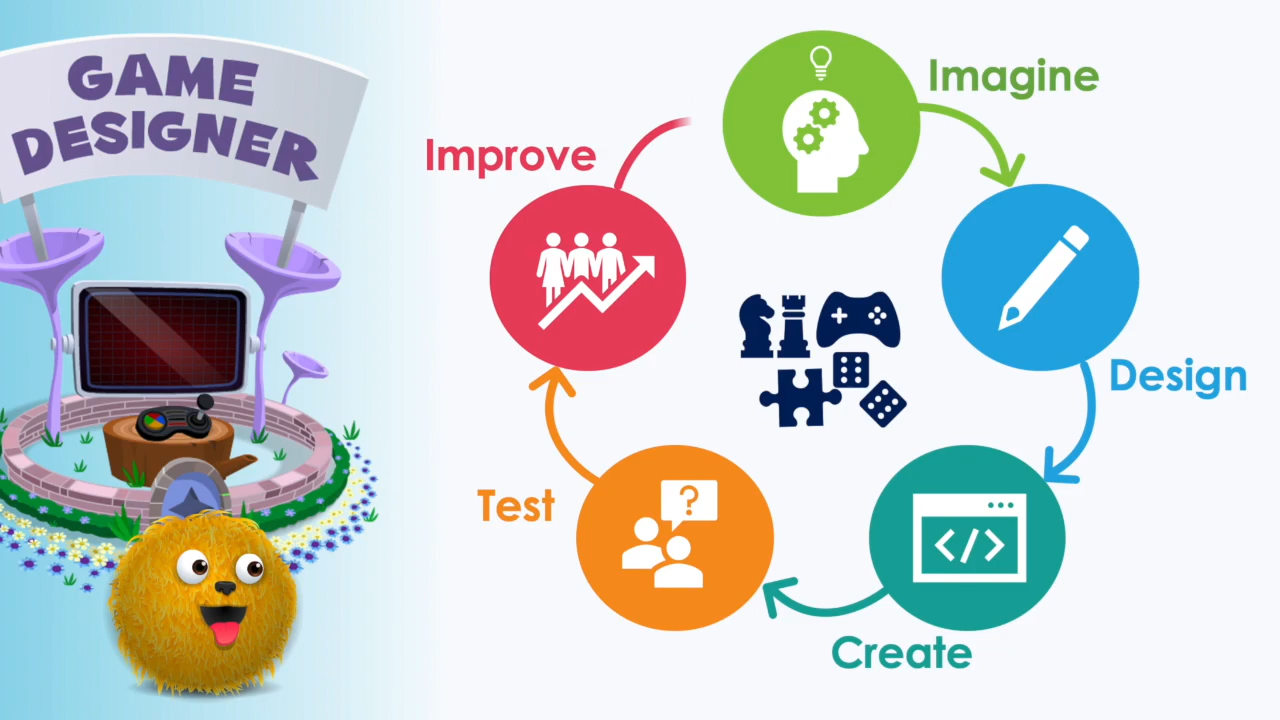 GAME
DESIGNER
Imagine
Improve
Design
?
Test
</>
Create